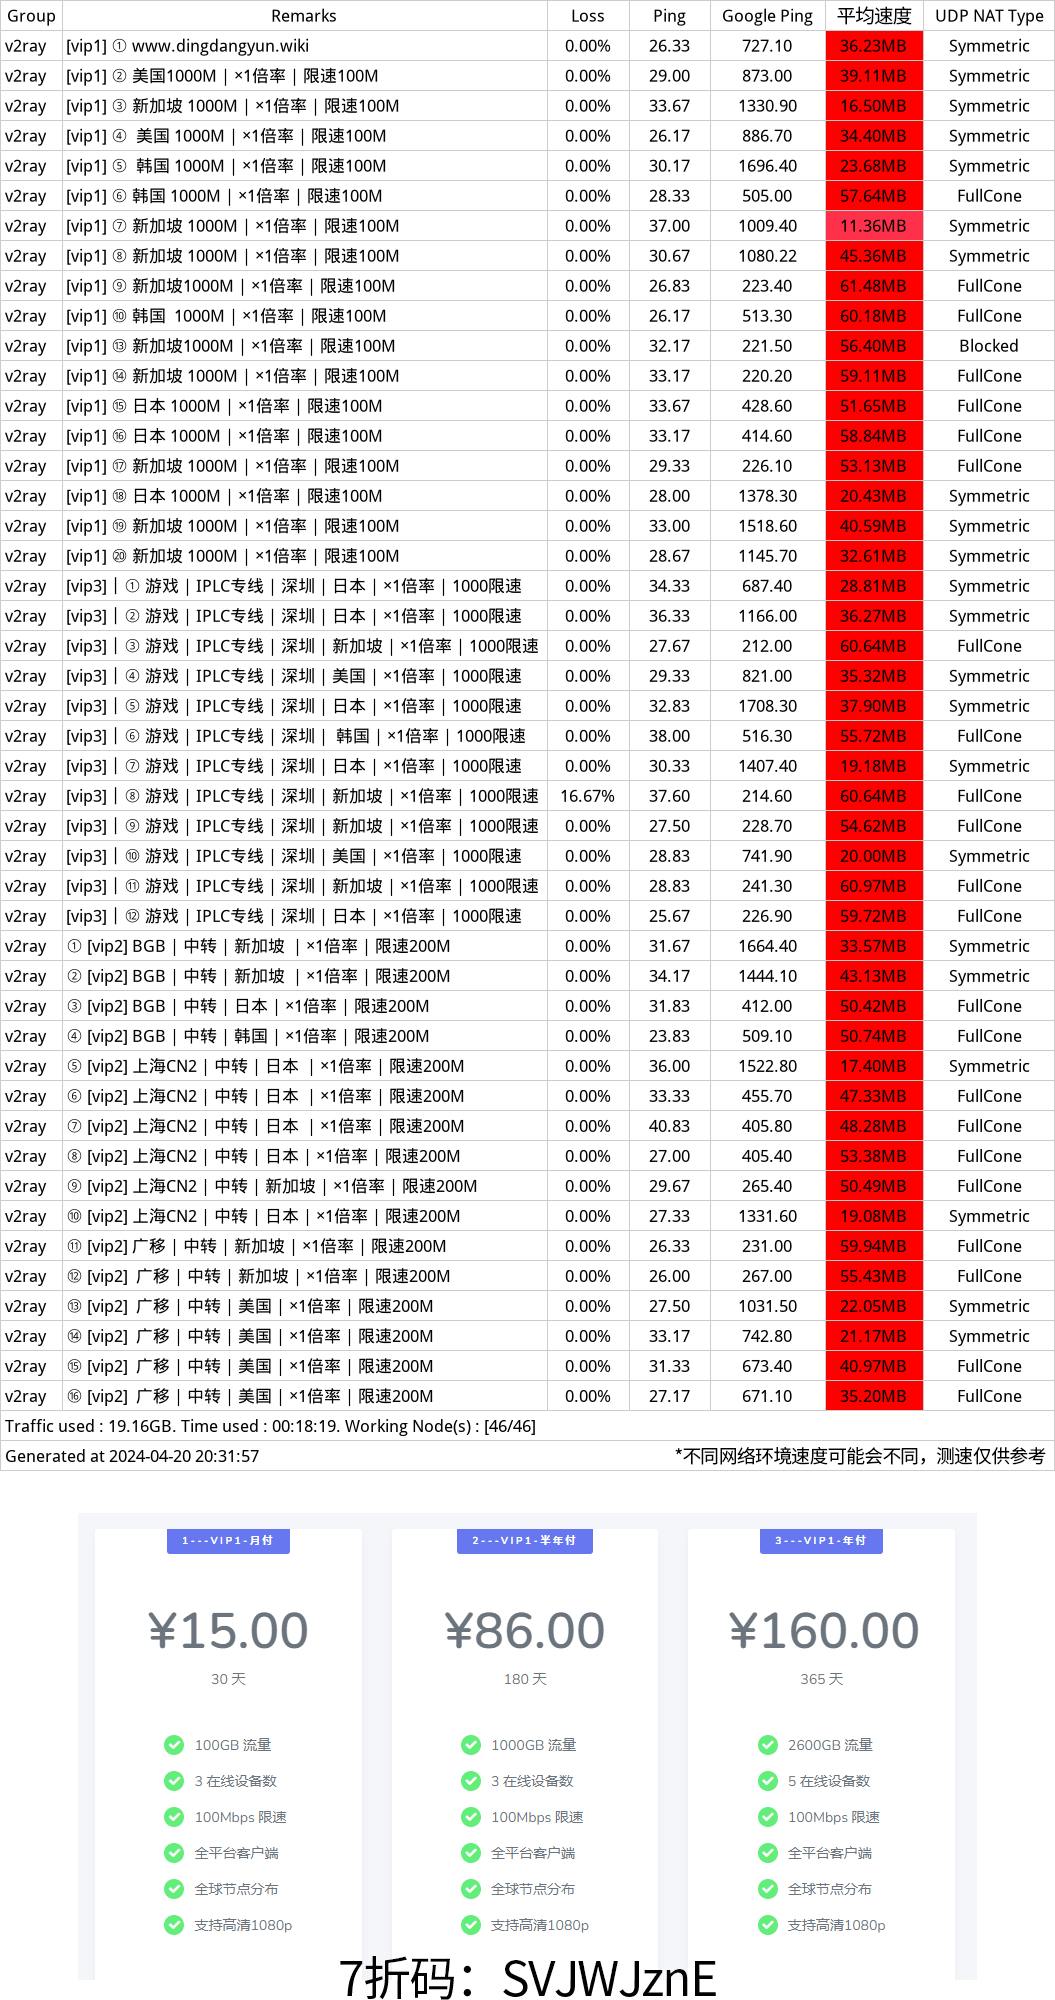 Group Remarks Loss Ping Google Ping 平均速度 UDP NAT Type
v2ray [vip1] ① www.dingdangyun.wiki 0.00% 26.33 727.10 36.23MB Symmetric
v2ray [vip1] ② 美国1000M | ×1倍率 | 限速100M 0.00% 29.00 873.00 39.11MB Symmetric
v2ray [vip1] ③ 新加坡 1000M | ×1倍率 | 限速100M 0.00% 33.67 1330.90 16.50MB Symmetric
v2ray [vip1] ④ 美国 1000M | ×1倍率 | 限速100M 0.00% 26.17 886.70 34.40MB Symmetric
v2ray [vip1] ⑤ 韩国 1000M | ×1倍率 | 限速100M 0.00% 30.17 1696.40 23.68MB Symmetric
v2ray [vip1] ⑥ 韩国 1000M | ×1倍率 | 限速100M 0.00% 28.33 505.00 57.64MB FullCone
v2ray [vip1] ⑦ 新加坡 1000M | ×1倍率 | 限速100M 0.00% 37.00 1009.40 11.36MB Symmetric
v2ray [vip1] ⑧ 新加坡 1000M | ×1倍率 | 限速100M 0.00% 30.67 1080.22 45.36MB Symmetric
v2ray [vip1] ⑨ 新加坡1000M | ×1倍率 | 限速100M 0.00% 26.83 223.40 61.48MB FullCone
v2ray [vip1] ⑩ 韩国 1000M | ×1倍率 | 限速100M 0.00% 26.17 513.30 60.18MB FullCone
v2ray [vip1] ⑬ 新加坡1000M | ×1倍率 | 限速100M 0.00% 32.17 221.50 56.40MB Blocked
v2ray [vip1] ⑭ 新加坡 1000M | ×1倍率 | 限速100M 0.00% 33.17 220.20 59.11MB FullCone
v2ray [vip1] ⑮ 日本 1000M | ×1倍率 | 限速100M 0.00% 33.67 428.60 51.65MB FullCone
v2ray [vip1] ⑯ 日本 1000M | ×1倍率 | 限速100M 0.00% 33.17 414.60 58.84MB FullCone
v2ray [vip1] ⑰ 新加坡 1000M | ×1倍率 | 限速100M 0.00% 29.33 226.10 53.13MB FullCone
v2ray [vip1] ⑱ 日本 1000M | ×1倍率 | 限速100M 0.00% 28.00 1378.30 20.43MB Symmetric
v2ray [vip1] ⑲ 新加坡 1000M | ×1倍率 | 限速100M 0.00% 33.00 1518.60 40.59MB Symmetric
v2ray [vip1] ⑳ 新加坡 1000M | ×1倍率 | 限速100M 0.00% 28.67 1145.70 32.61MB Symmetric
v2ray [vip3] | ① 游戏 | IPLC专线 | 深圳 | 日本 | ×1倍率 | 1000限速 0.00% 34.33 687.40 28.81MB Symmetric
v2ray [vip3] | ② 游戏 | IPLC专线 | 深圳 | 日本 | ×1倍率 | 1000限速 0.00% 36.33 1166.00 36.27MB Symmetric
v2ray [vip3] | ③ 游戏 | IPLC专线 | 深圳 | 新加坡 | ×1倍率 | 1000限速 0.00% 27.67 212.00 60.64MB FullCone
v2ray [vip3] | ④ 游戏 | IPLC专线 | 深圳 | 美国 | ×1倍率 | 1000限速 0.00% 29.33 821.00 35.32MB Symmetric
v2ray [vip3] | ⑤ 游戏 | IPLC专线 | 深圳 | 日本 | ×1倍率 | 1000限速 0.00% 32.83 1708.30 37.90MB Symmetric
v2ray [vip3] | ⑥ 游戏 | IPLC专线 | 深圳 | 韩国 | ×1倍率 | 1000限速 0.00% 38.00 516.30 55.72MB FullCone
v2ray [vip3] | ⑦ 游戏 | IPLC专线 | 深圳 | 日本 | ×1倍率 | 1000限速 0.00% 30.33 1407.40 19.18MB Symmetric
v2ray [vip3] | ⑧ 游戏 | IPLC专线 | 深圳 | 新加坡 | ×1倍率 | 1000限速 16.67% 37.60 214.60 60.64MB FullCone
v2ray [vip3] | ⑨ 游戏 | IPLC专线 | 深圳 | 新加坡 | ×1倍率 | 1000限速 0.00% 27.50 228.70 54.62MB FullCone
v2ray [vip3] | ⑩ 游戏 | IPLC专线 | 深圳 | 美国 | ×1倍率 | 1000限速 0.00% 28.83 741.90 20.00MB Symmetric
v2ray [vip3] | ⑪ 游戏 | IPLC专线 | 深圳 | 新加坡 | ×1倍率 | 1000限速 0.00% 28.83 241.30 60.97MB FullCone
v2ray [vip3] | ⑫ 游戏 | IPLC专线 | 深圳 | 日本 | ×1倍率 | 1000限速 0.00% 25.67 226.90 59.72MB FullCone
v2ray ① [vip2] BGB | 中转 | 新加坡 | ×1倍率 | 限速200M 0.00% 31.67 1664.40 33.57MB Symmetric
v2ray ② [vip2] BGB | 中转 | 新加坡 | ×1倍率 | 限速200M 0.00% 34.17 1444.10 43.13MB Symmetric
v2ray ③ [vip2] BGB | 中转 | 日本 | ×1倍率 | 限速200M 0.00% 31.83 412.00 50.42MB FullCone
v2ray ④ [vip2] BGB | 中转 | 韩国 | ×1倍率 | 限速200M 0.00% 23.83 509.10 50.74MB FullCone
v2ray ⑤ [vip2] 上海CN2 | 中转 | 日本 | ×1倍率 | 限速200M 0.00% 36.00 1522.80 17.40MB Symmetric
v2ray ⑥ [vip2] 上海CN2 | 中转 | 日本 | ×1倍率 | 限速200M 0.00% 33.33 455.70 47.33MB FullCone
v2ray ⑦ [vip2] 上海CN2 | 中转 | 日本 | ×1倍率 | 限速200M 0.00% 40.83 405.80 48.28MB FullCone
v2ray ⑧ [vip2] 上海CN2 | 中转 | 日本 | ×1倍率 | 限速200M 0.00% 27.00 405.40 53.38MB FullCone
v2ray ⑨ [vip2] 上海CN2 | 中转 | 新加坡 | ×1倍率 | 限速200M 0.00% 29.67 265.40 50.49MB FullCone
v2ray ⑩ [vip2] 上海CN2 | 中转 | 日本 | ×1倍率 | 限速200M 0.00% 27.33 1331.60 19.08MB Symmetric
v2ray ⑪ [vip2] 广移 | 中转 | 新加坡 | ×1倍率 | 限速200M 0.00% 26.33 231.00 59.94MB FullCone
v2ray ⑫ [vip2] 广移 | 中转 | 新加坡 | ×1倍率 | 限速200M 0.00% 26.00 267.00 55.43MB FullCone
v2ray ⑬ [vip2] 广移 | 中转 | 美国 | ×1倍率 | 限速200M 0.00% 27.50 1031.50 22.05MB Symmetric
v2ray ⑭ [vip2] 广移 | 中转 | 美国 | ×1倍率 | 限速200M 0.00% 33.17 742.80 21.17MB Symmetric
v2ray ⑮ [vip2] 广移 | 中转 | 美国 | ×1倍率 | 限速200M 0.00% 31.33 673.40 40.97MB FullCone
v2ray ⑯ [vip2] 广移 | 中转 | 美国 | ×1倍率 | 限速200M 0.00% 27.17 671.10 35.20MB FullCone
Traffic used : 19.16GB. Time used : 00:18:19. Working Node(s) : [46/46]
Generated at 2024-04-20 20:31:57 *不同网络环境速度可能会不同，测速仅供参考
1---VIP1-月付 2---VIP1-半年付 3---VIP1-年付
¥15.00 ¥86.00 ¥160.00
30 天 180 天 365 天
100GB 流量 1000GB 流量 2600GB 流量
3 在线设备数 3 在线设备数 5 在线设备数
100Mbps 限速 100Mbps 限速 100Mbps 限速
全平台客户端 全平台客户端 全平台客户端
全球节点分布 全球节点分布 全球节点分布
支持高清1080p 支持高清1080p 支持高清1080p
7折码：SVJWJznE